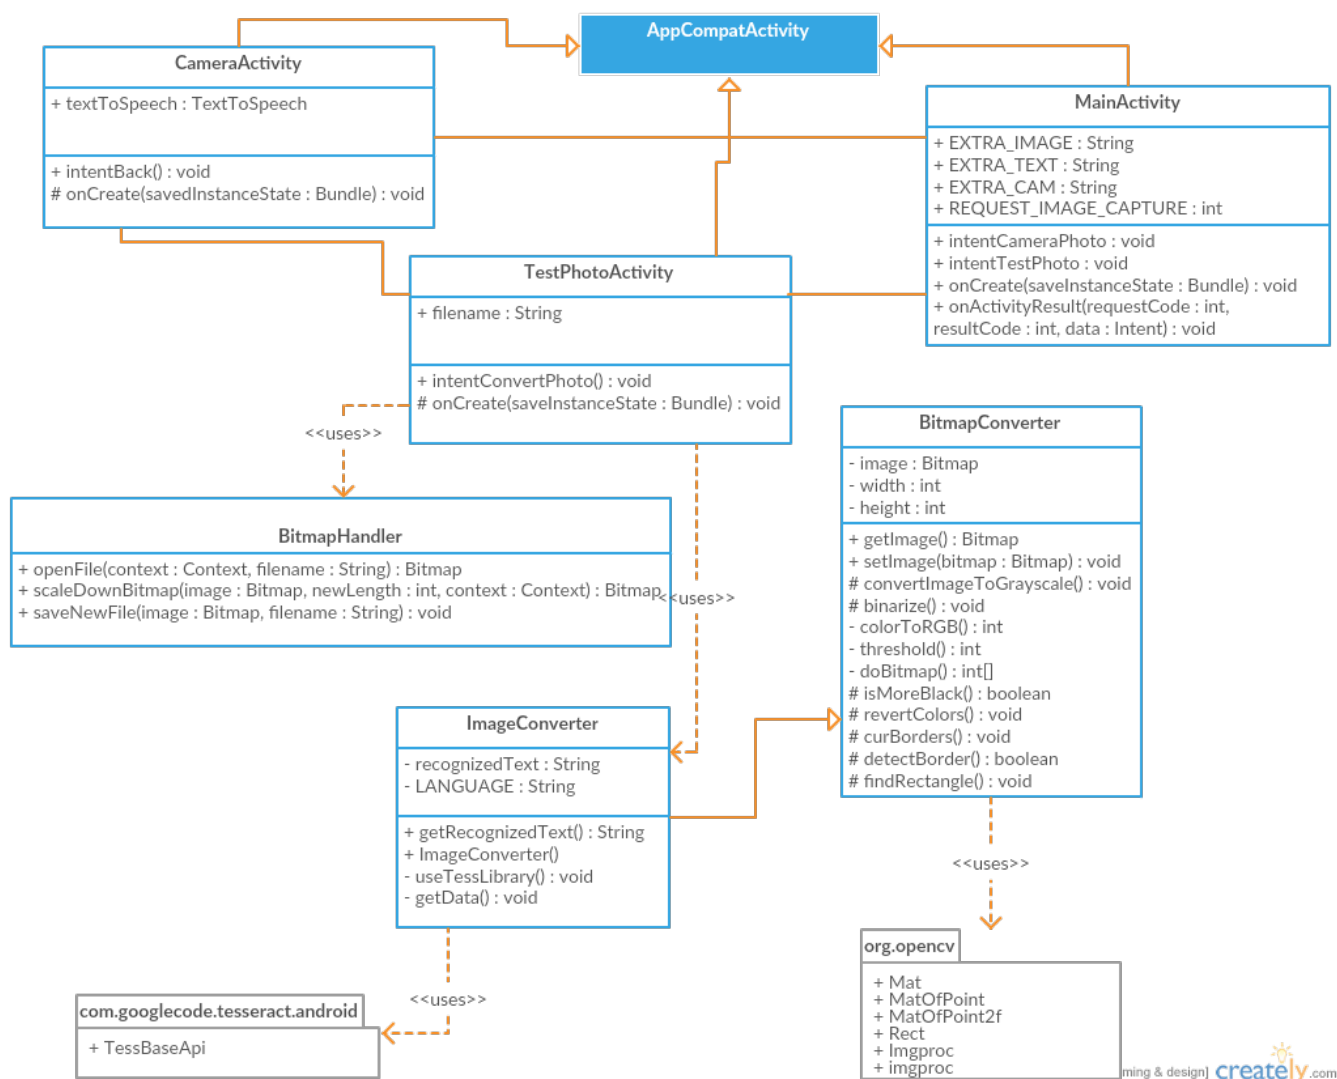 AppCompatActivity
CameraActivity
+ textToSpeech : TextToSpeech
+ intentBack() : void
# onCreate(savedInstanceState : Bundle) : void
MainActivity
+ EXTRA_IMAGE : String
+ EXTRA_TEXT : String
+ EXTRA_CAM : String
+ REQUEST_IMAGE_CAPTURE : int
+ intentCameraPhoto : void
+ intentTestPhoto : void
+ onCreate(saveInstanceState : Bundle) : void
+ onActivityResult(requestCode : int,
resultCode : int, data : Intent) : void
TestPhotoActivity
+ filename : String
+ intentConvertPhoto() : void
# onCreate(saveInstanceState : Bundle) : void
<<uses>>
BitmapHandler
+ openFile(context : Context, filename : String) : Bitmap
+ scaleDownBitmap(image : Bitmap, newLength : int, context : Context) : Bitmap
+ saveNewFile(image : Bitmap, filename : String) : void
<<uses>>
BitmapConverter
- image : Bitmap
- width : int
- height : int
+ getImage() : Bitmap
+ setImage(bitmap : Bitmap) : void
# convertImageToGrayscale() : void
# binarize() : void
- colorToRGB() : int
- threshold() : int
- doBitmap() : int[]
# isMoreBlack() : boolean
# revertColors() : void
# curBorders() : void
# detectBorder() : boolean
# findRectangle() : void
ImageConverter
- recognizedText : String
- LANGUAGE : String
+ getRecognizedText() : String
+ ImageConverter()
- useTessLibrary() : void
- getData() : void
<<uses>>
<<uses>>
com.googlecode.tesseract.android
+ TessBaseApi
org.opencv
+ Mat
+ MatOfPoint
+ MatOfPoint2f
+ Rect
+ Imgproc
+ imgproc
ming & design] creately.com